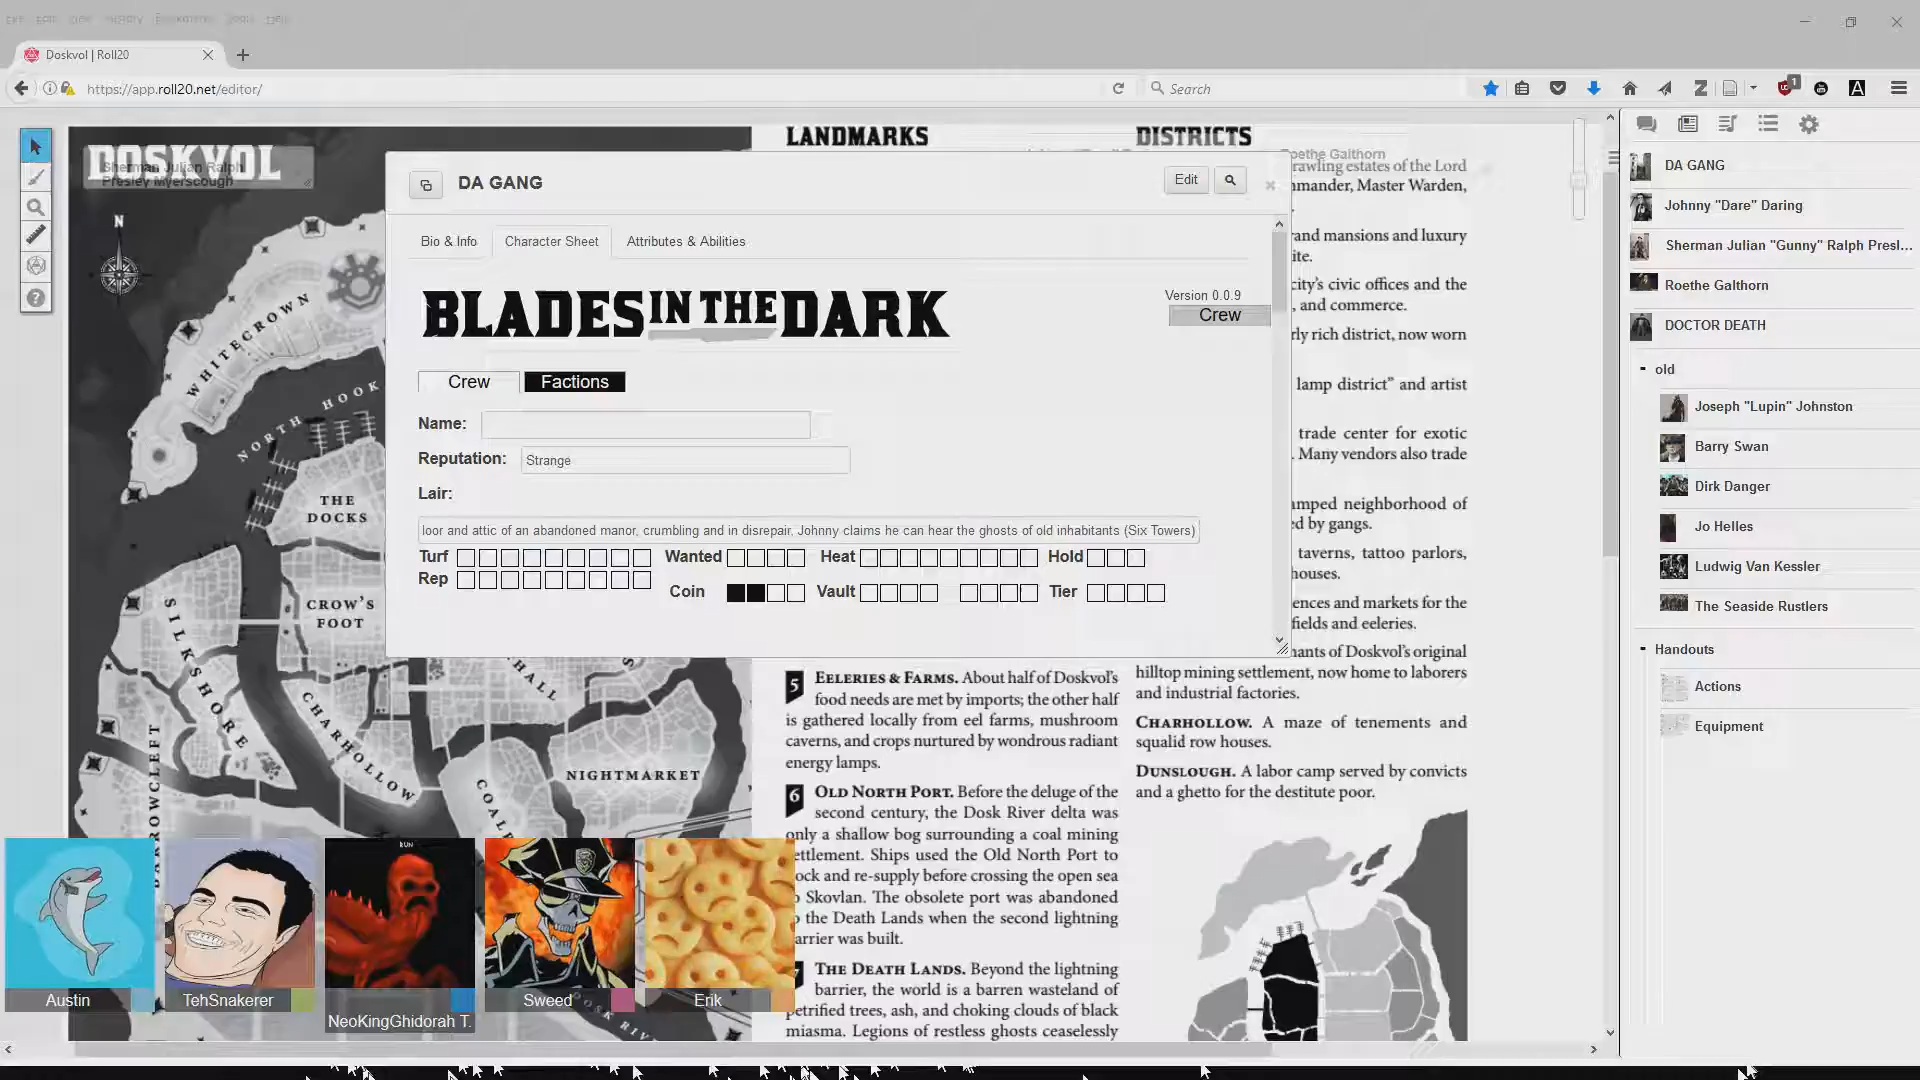 Doskvol | Roll20
https://app.roll20.net/editor/
Search
1
DOSKVOL
Sherman Julian Ralph
Presley Myerscough
N
WHITECROWN
NORTH HOOK
THE
DOCKS
CROW'S
FOOT
SILKSHORE
CHARHOLLOW
NIGHTMARKET
LANDMARKS
DISTRICTS
Roethe Galthorn
DA GANG
Edit
Bio & Info
Character Sheet
Attributes & Abilities
BLADES IN THE DARK
Version 0.0.9
Crew
Crew
Factions
Name:
Reputation:
Strange
Lair:
loor and attic of an abandoned manor, crumbling and in disrepair. Johnny claims he can hear the ghosts of old inhabitants (Six Towers)
Turf
Wanted
Heat
Hold
Rep
Coin
Vault
Tier
rawling estates of the Lord
mmander, Master Warden,
and mansions and luxury
ite.
city's civic offices and the
, and commerce.
rly rich district, now worn
lamp district” and artist
trade center for exotic
. Many vendors also trade
amped neighborhood of
ed by gangs.
taverns, tattoo parlors,
houses.
ences and markets for the
fields and eeleries.
nants of Doskvol's original
hilltop mining settlement, now home to laborers
and industrial factories.
CHARHOLLOW. A maze of tenements and
squalid row houses.
DUNSLOUGH. A labor camp served by convicts
and a ghetto for the destitute poor.
5 EELERIES & FARMS. About half of Doskvol's
food needs are met by imports; the other half
is gathered locally from eel farms, mushroom
caverns, and crops nurtured by wondrous radiant
energy lamps.
6 OLD NORTH PORT. Before the deluge of the
second century, the Dosk River delta was
only a shallow bog surrounding a coal mining
ettlement. Ships used the Old North Port to
ock and re-supply before crossing the open sea
o Skovlan. The obsolete port was abandoned
o the Death Lands when the second lightning
arrier was built.
THE DEATH LANDS. Beyond the lightning
barrier, the world is a barren wasteland of
petrified trees, ash, and choking clouds of black
miasma. Legions of restless ghosts ceaselessly
DA GANG
Johnny "Dare" Daring
Sherman Julian "Gunny" Ralph Presl...
Roethe Galthorn
DOCTOR DEATH
old
Joseph "Lupin" Johnston
Barry Swan
Dirk Danger
Jo Helles
Ludwig Van Kessler
The Seaside Rustlers
Handouts
Actions
Equipment
RUN
Austin
TehSnakerer
NeoKingGhidorah T.
Sweed
Erik